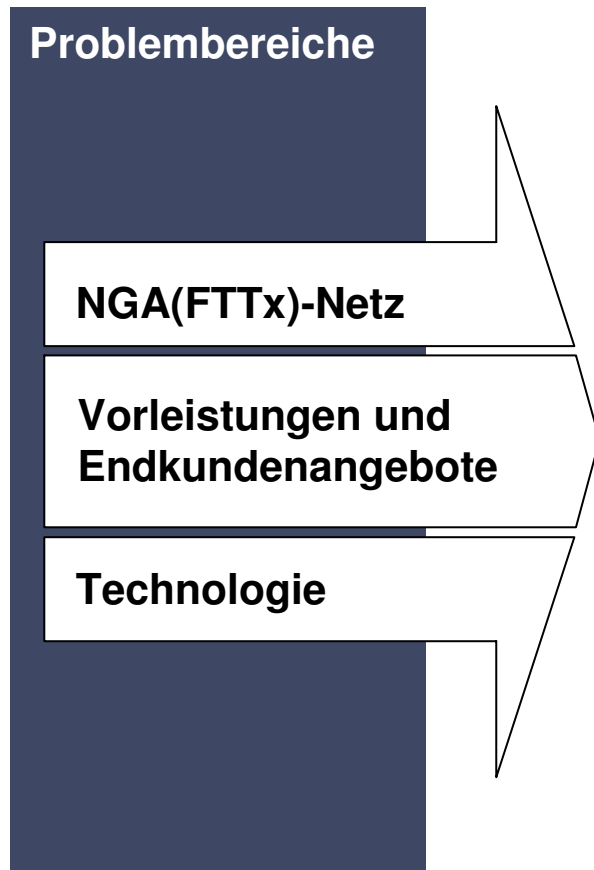 Problembereiche
NGA(FTTx)-Netz
Vorleistungen und
Endkundenangebote
Technologie